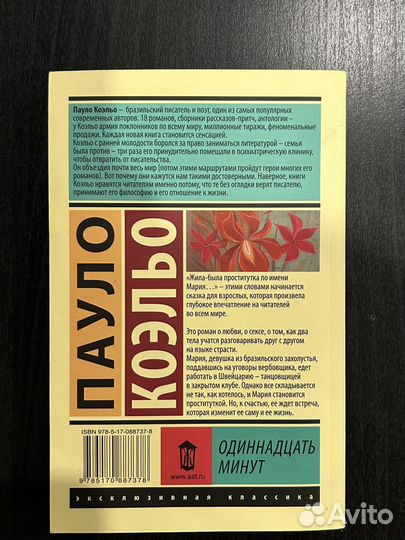 Пауло Коэльо – бразильский писатель и поэт, один из самых популярных
современных авторов. 18 романов, сборники рассказов-притч, антологии –
у Коэльо армия поклонников по всему миру, миллионные тиражи, феноменальные
продажи. Каждая новая книга становится сенсацией.
Коэльо с ранней молодости боролся за право заниматься литературой – семья
была против – три раза его принудительно помещали в психиатрическую клинику,
чтобы отвратить от писательства.
Он объездил почти весь мир (потом этими маршрутами пройдут герои многих его
романов). Вот почему они кажутся нам такими достоверными. Наверное, книги
Коэльо нравятся читателям именно потому, что те без оглядки верят писателю,
принимают его философию и его отношение к жизни.
ПАУЛО
КОЭЛЬО
«Жила-была проститутка по имени
Мария...» – этими словами начинается
сказка для взрослых, которая произвела
глубокое впечатление на читателей
во всем мире.
Это роман о любви, о сексе, о том, как два
тела учатся разговаривать друг с другом
на языке страсти.
Мария, девушка из бразильского захолустья,
поддавшись на уговоры вербовщика, едет
работать в Швейцарию – танцовщицей
в закрытом клубе. Однако все складывается
не так, как хотелось, и Мария становится
проституткой. Но, к счастью, ее ждет встреча,
которая изменит ее саму и ее жизнь.
ISBN 978-5-17-088737-8
9 785170 887378
www.ast.ru
ОДИННАДЦАТЬ
МИНУТ
эксклюзивная классика
Avito